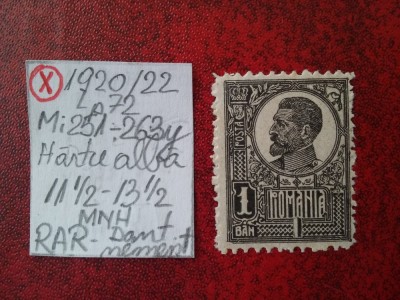 X 1920/22
Lp 72
Mi 251-263y
Hârtie albă
11 1/2 - 13 1/2
MNH
RAR - Dant.
nement
POSTA
1
BAN
ROMANIA